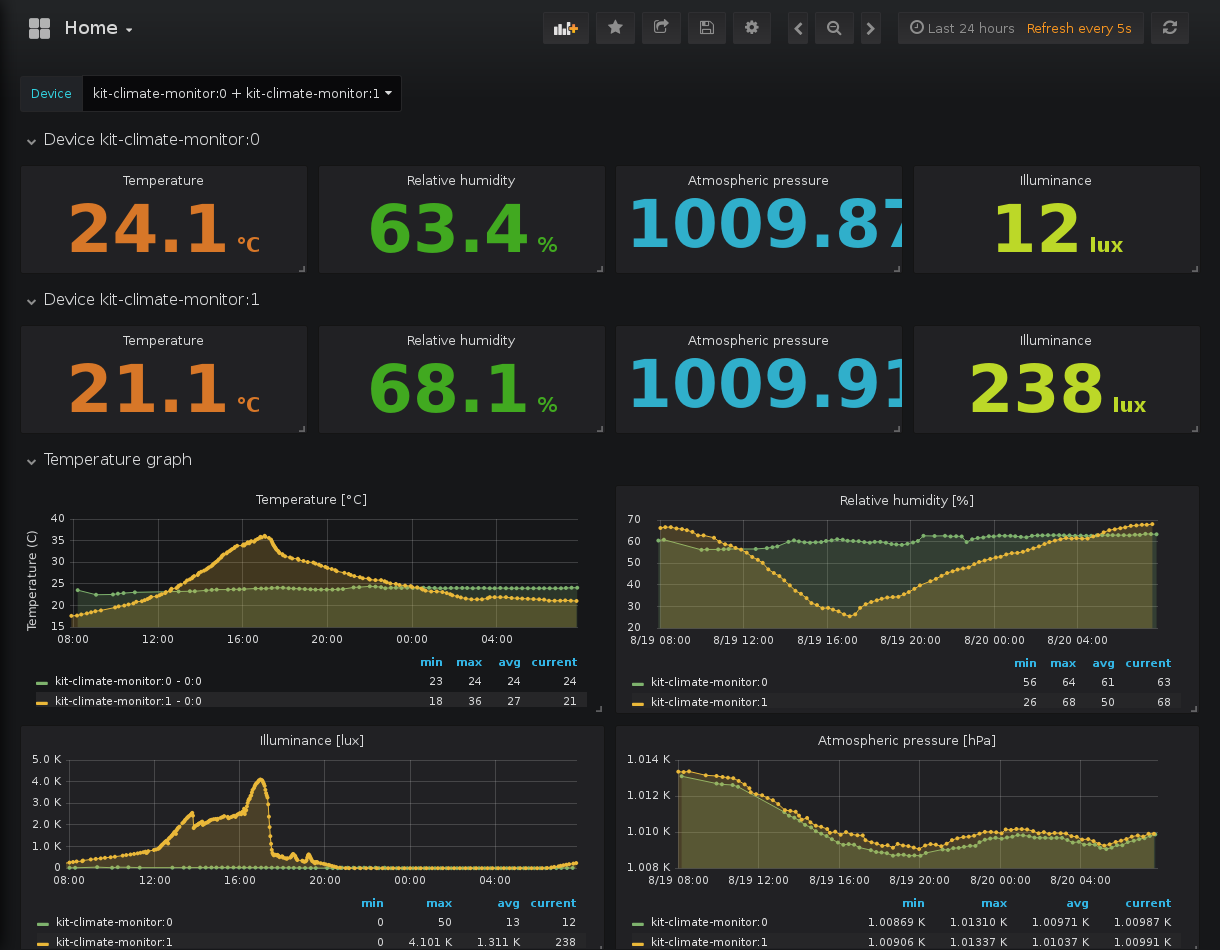 Home
Last 24 hours Refresh every 5s
Device kit-climate-monitor:0 + kit-climate-monitor:1
Device kit-climate-monitor:0
Temperature Relative humidity Atmospheric pressure Illuminance
24.1 °C 63.4 % 1009.87 12 lux
Device kit-climate-monitor:1
Temperature Relative humidity Atmospheric pressure Illuminance
21.1 °C 68.1 % 1009.91 238 lux
Temperature graph
Temperature [°C]
Temperature (C)
40
35
30
25
20
15
08:00 12:00 16:00 20:00 00:00 04:00
min max avg current
kit-climate-monitor:0 - 0:0 23 24 24 24
kit-climate-monitor:1 - 0:0 18 36 27 21
Relative humidity [%]
70
60
50
40
30
20
8/19 08:00 8/19 12:00 8/19 16:00 8/19 20:00 8/20 00:00 8/20 04:00
min max avg current
kit-climate-monitor:0 56 64 61 63
kit-climate-monitor:1 26 68 50 68
Illuminance [lux]
5.0 K
4.0 K
3.0 K
2.0 K
1.0 K
0
08:00 12:00 16:00 20:00 00:00 04:00
min max avg current
kit-climate-monitor:0 0 50 13 12
kit-climate-monitor:1 0 4.101 K 1.311 K 238
Atmospheric pressure [hPa]
1.014 K
1.012 K
1.010 K
1.008 K
8/19 08:00 8/19 12:00 8/19 16:00 8/19 20:00 8/20 00:00 8/20 04:00
min max avg current
kit-climate-monitor:0 1.00869 K 1.01310 K 1.00971 K 1.00987 K
kit-climate-monitor:1 1.00906 K 1.01337 K 1.01037 K 1.00991 K